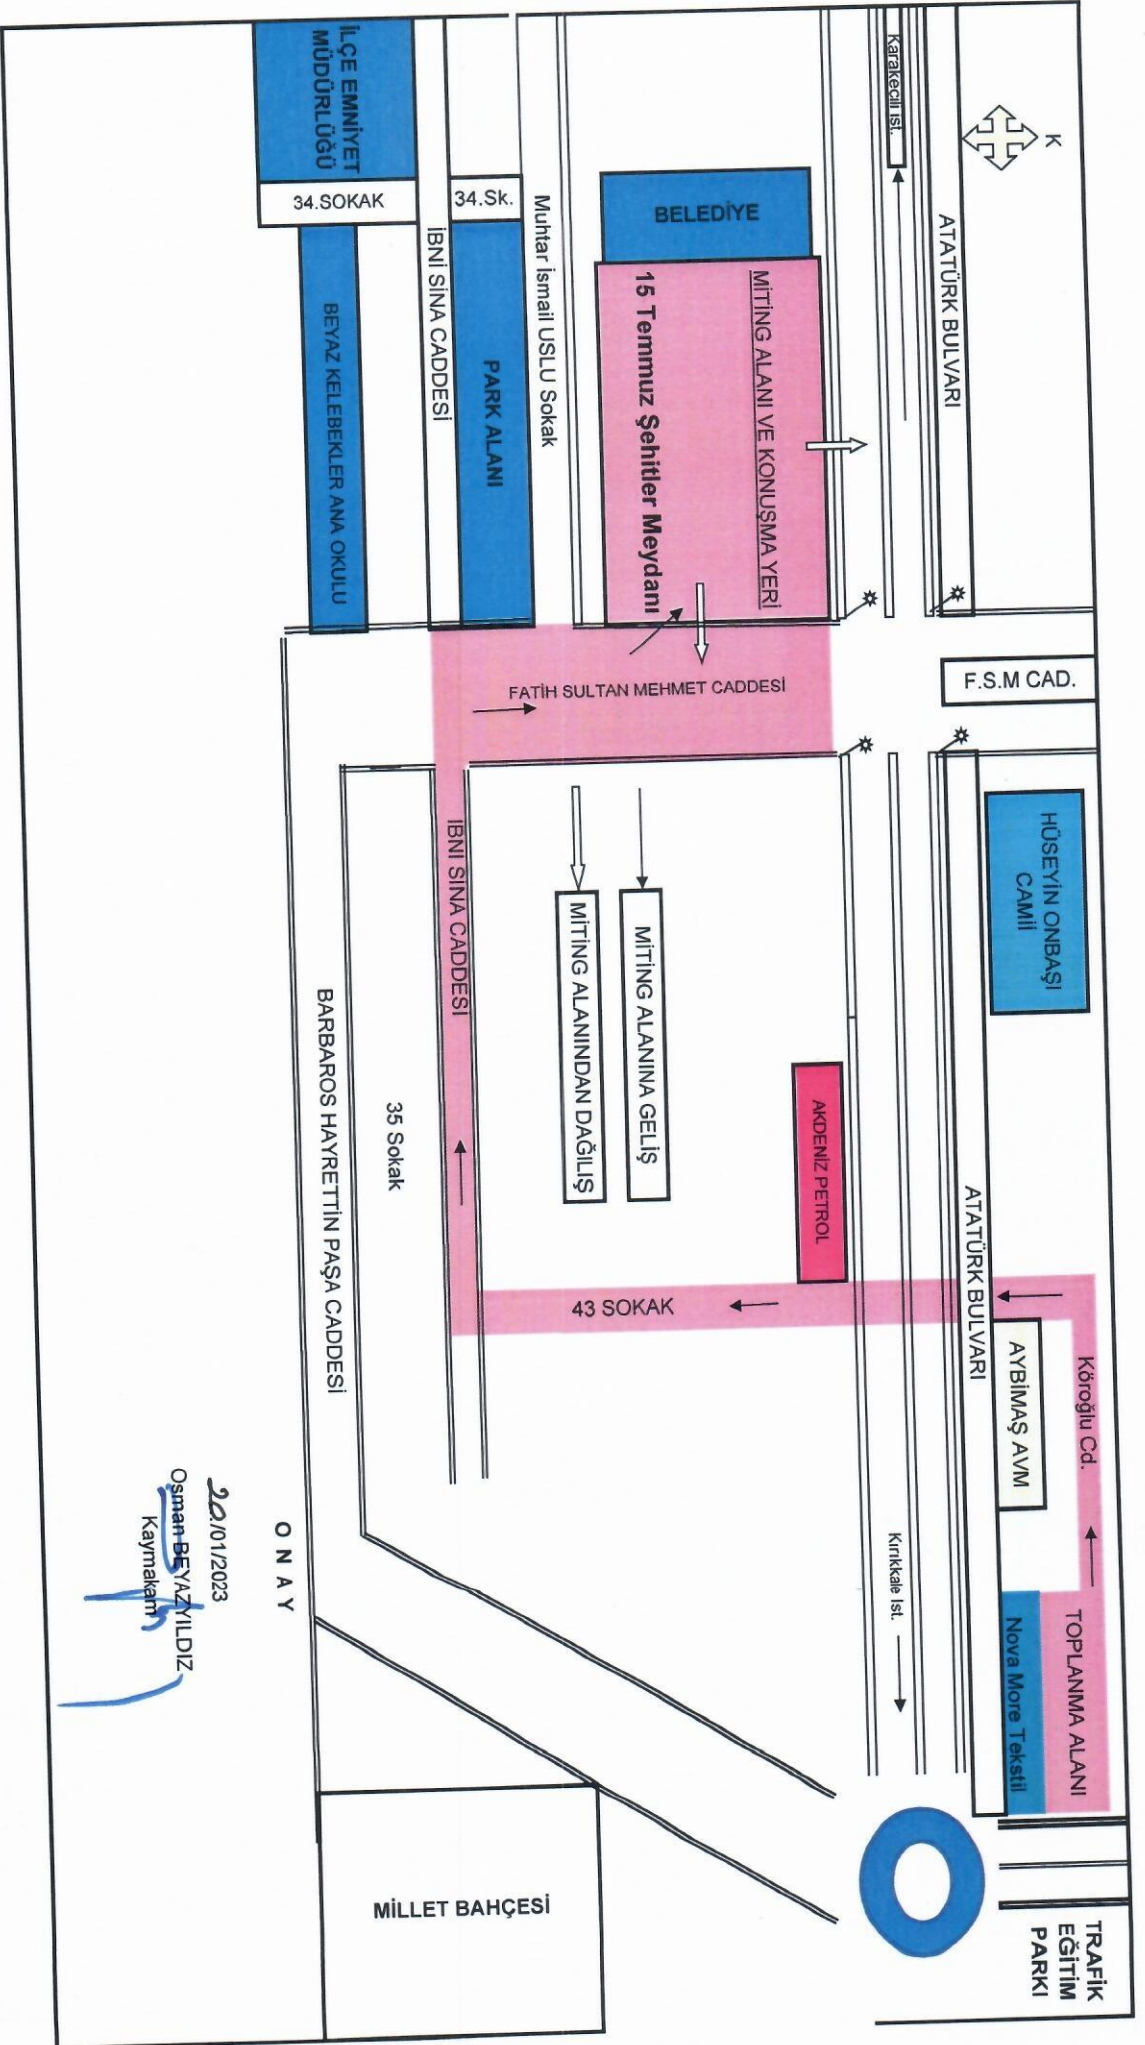 K
Karakeçili ist.
ATATÜRK BULVARI
BELEDİYE
MİTİNG ALANI VE KONUŞMA YERİ
15 Temmuz Şehitler Meydanı
Muhtar İsmail USLU Sokak
34.Sk.
PARK ALANI
İBNİ SİNA CADDESİ
İLÇE EMNİYET
MÜDÜRLÜĞÜ
34.SOKAK
BEYAZ KELEBEKLER ANA OKULU
F.S.M CAD.
FATİH SULTAN MEHMET CADDESİ
HÜSEYİN ONBAŞI
CAMİİ
MİTİNG ALANINA GELİŞ
MİTİNG ALANINDAN DAĞILIŞ
AKDENİZ PETROL
ATATÜRK BULVARI
İBNİ SİNA CADDESİ
35 Sokak
BARBAROS HAYRETTİN PAŞA CADDESİ
43 SOKAK
Köroğlu Cd.
AYBİMAŞ AVM
TOPLANMA ALANI
Nova More Tekstil
Kırıkkale Ist.
TRAFİK
EĞİTİM
PARKI
MİLLET BAHÇESİ
O N A Y
20/01/2023
Osman BEYAZYILDIZ
Kaymakam